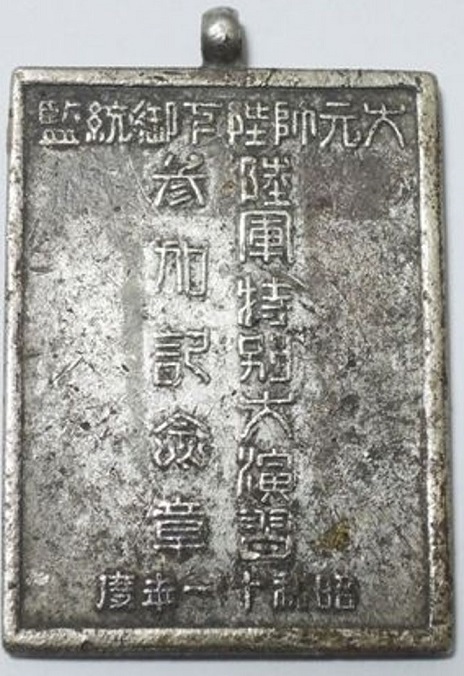 大元帥陛下御統監
陸軍特別大演習
参加記念章
昭和十一年度